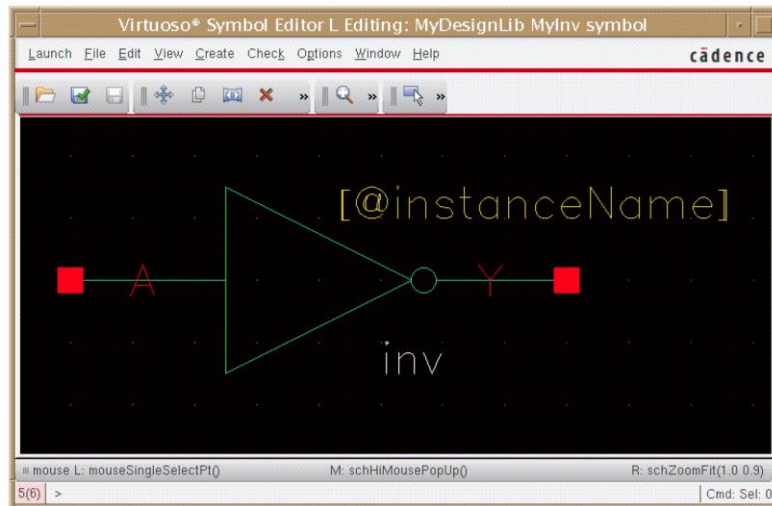 Virtuoso® Symbol Editor L Editing: MyDesignLib MyInv symbol
Launch File Edit View Create Check Options Window Help
cādence
» » »
[@instanceName]
A Y
inv
mouse L: mouseSingleSelectPt() M: schHiMousePopUp() R: schZoomFit(1.0 0.9)
5(6) > Cmd: Sel: 0